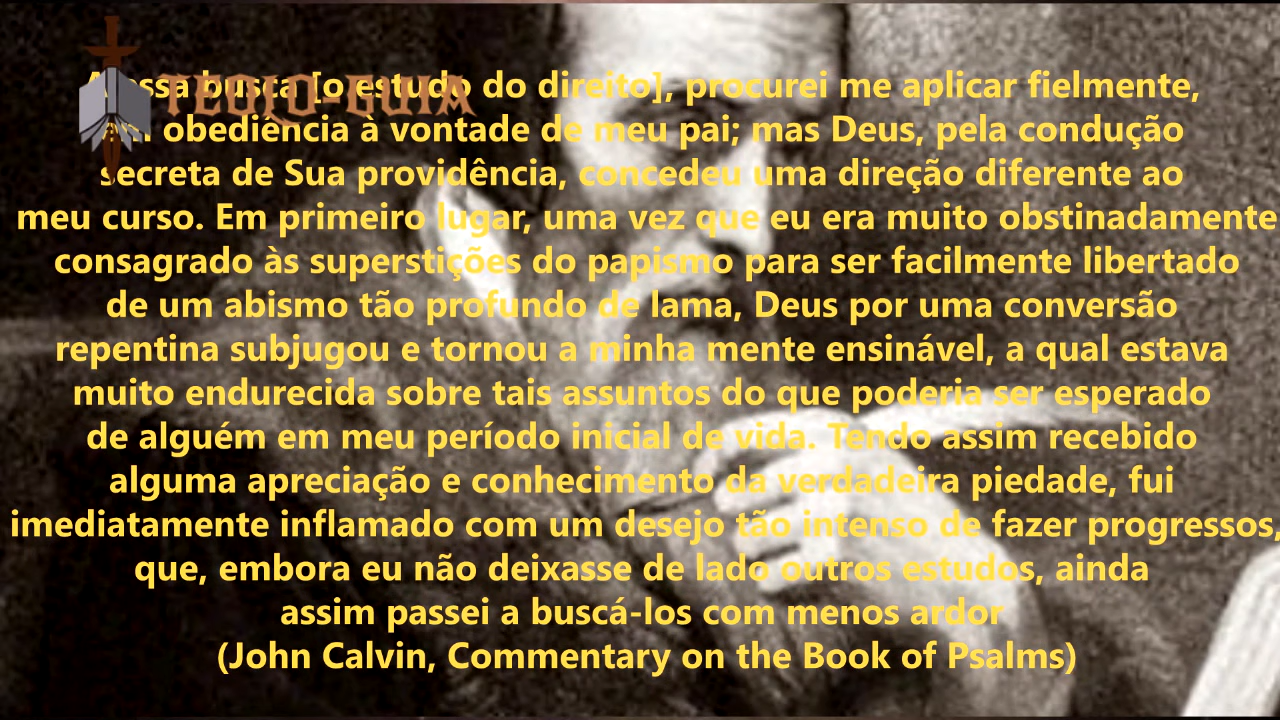 TEOLO-GUIA
A essa busca [o estudo do direito], procurei me aplicar fielmente,
em obediência à vontade de meu pai; mas Deus, pela condução
secreta de Sua providência, concedeu uma direção diferente ao
meu curso. Em primeiro lugar, uma vez que eu era muito obstinadamente
consagrado às superstições do papismo para ser facilmente libertado
de um abismo tão profundo de lama, Deus por uma conversão
repentina subjugou e tornou a minha mente ensinável, a qual estava
muito endurecida sobre tais assuntos do que poderia ser esperado
de alguém em meu período inicial de vida. Tendo assim recebido
alguma apreciação e conhecimento da verdadeira piedade, fui
imediatamente inflamado com um desejo tão intenso de fazer progressos,
que, embora eu não deixasse de lado outros estudos, ainda
assim passei a buscá-los com menos ardor
(John Calvin, Commentary on the Book of Psalms)